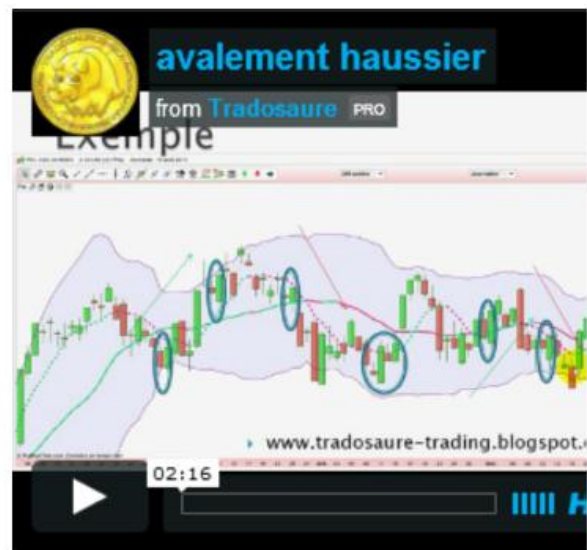 avalement haussier
from Tradosaure PRO
Exemple
www.tradosaure-trading.blogspot.
02:16
H